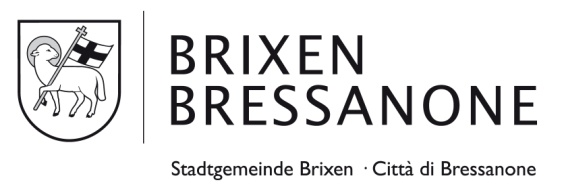 BRIXEN
BRESSANONE
Stadtgemeinde Brixen · Città di Bressanone